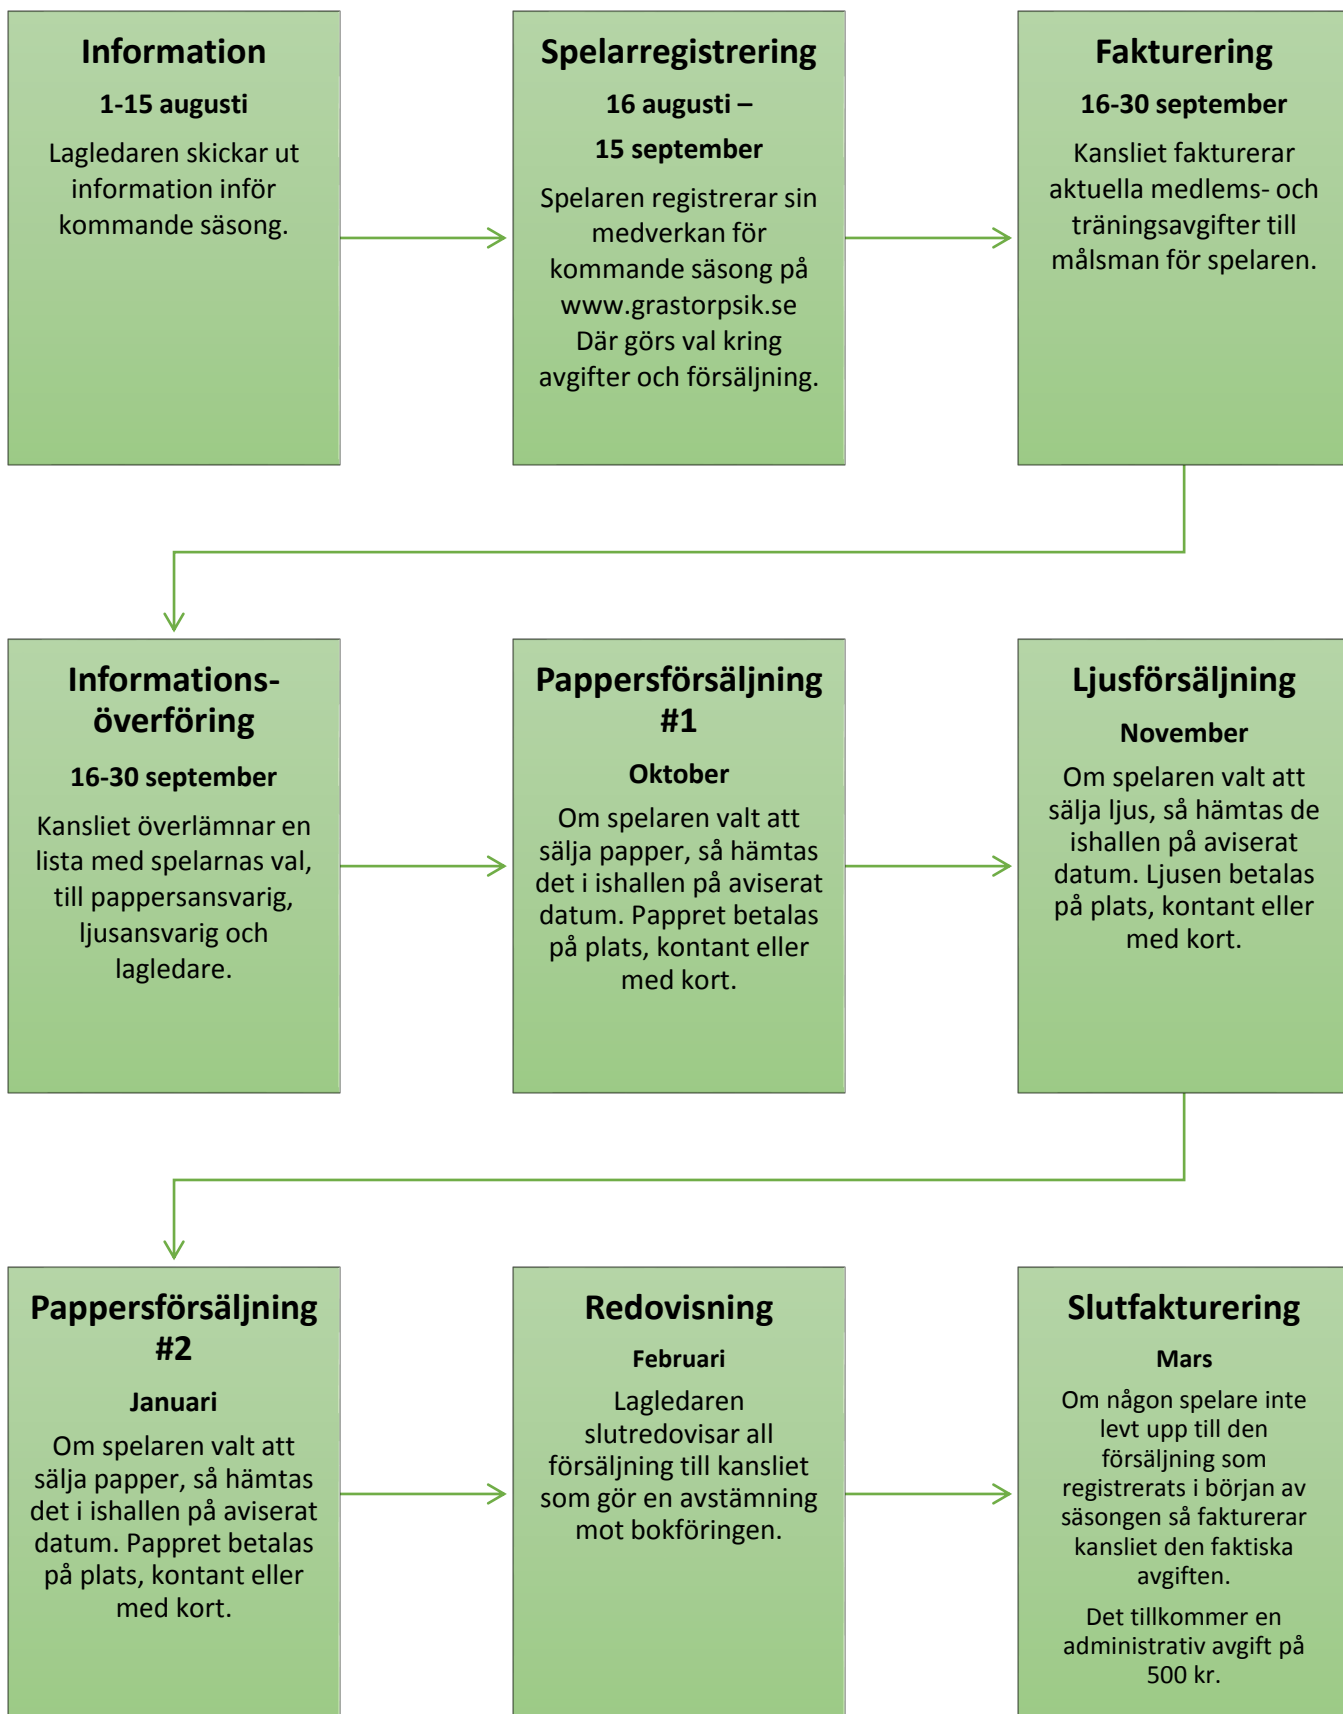 Information
1-15 augusti
Lagledaren skickar ut
information inför
kommande säsong.
Spelarregistrering
16 augusti –
15 september
Spelaren registrerar sin
medverkan för
kommande säsong på
www.grastorpsik.se
Där görs val kring
avgifter och försäljning.
Fakturering
16-30 september
Kansliet fakturerar
aktuella medlems- och
träningsavgifter till
målsman för spelaren.
Informations-
överföring
16-30 september
Kansliet överlämnar en
lista med spelarnas val,
till pappersansvarig,
ljusansvarig och
lagledare.
Pappersförsäljning
#1
Oktober
Om spelaren valt att
sälja papper, så hämtas
det i ishallen på aviserat
datum. Pappret betalas
på plats, kontant eller
med kort.
Ljusförsäljning
November
Om spelaren valt att
sälja ljus, så hämtas de
ishallen på aviserat
datum. Ljusen betalas
på plats, kontant eller
med kort.
Pappersförsäljning
#2
Januari
Om spelaren valt att
sälja papper, så hämtas
det i ishallen på aviserat
datum. Pappret betalas
på plats, kontant eller
med kort.
Redovisning
Februari
Lagledaren
slutredovisar all
försäljning till kansliet
som gör en avstämning
mot bokföringen.
Slutfakturering
Mars
Om någon spelare inte
levt upp till den
försäljning som
registrerats i början av
säsongen så fakturerar
kansliet den faktiska
avgiften.
Det tillkommer en
administrativ avgift på
500 kr.